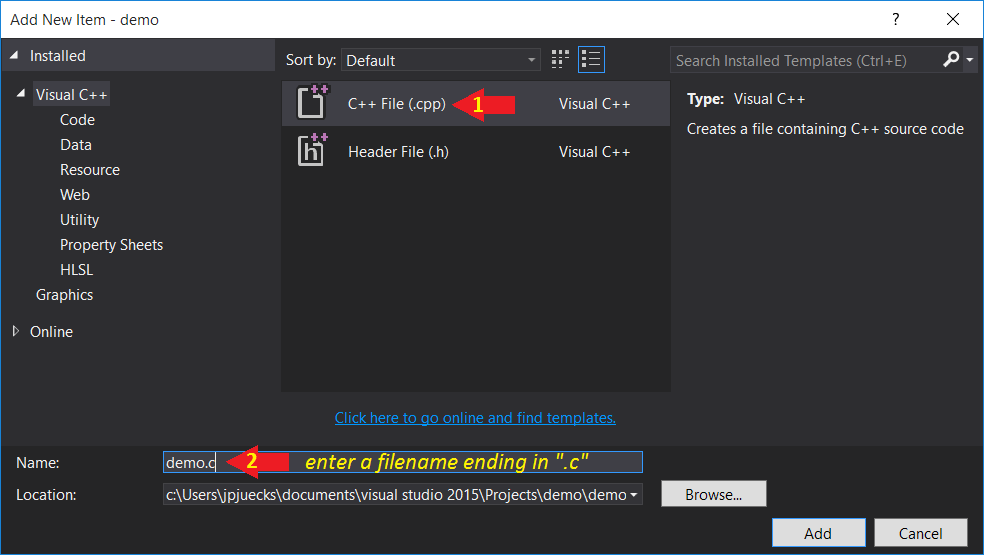 Add New Item - demo
?
Installed
Sort by: Default
Search Installed Templates (Ctrl+E)
Visual C++
Code
Data
Resource
Web
Utility
Property Sheets
HLSL
Graphics
Online
++
C++ File (.cpp) 1 Visual C++
++
h
Header File (.h) Visual C++
Type: Visual C++
Creates a file containing C++ source code
Click here to go online and find templates.
Name: demo.c 2 enter a filename ending in ".c"
Location: c:\Users\jpjuecks\documents\visual studio 2015\Projects\demo\demo
Browse...
Add Cancel